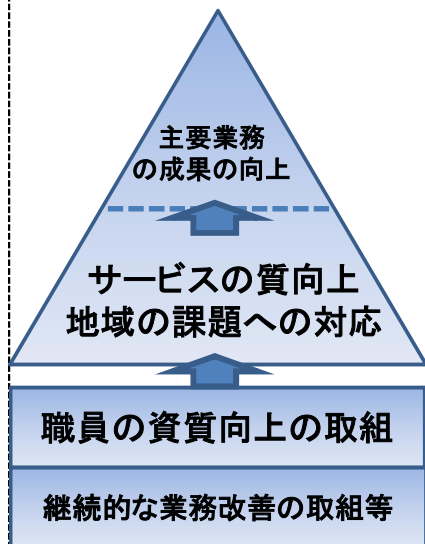 主要業務
の成果の向上
サービスの質向上
地域の課題への対応
職員の資質向上の取組
継続的な業務改善の取組等